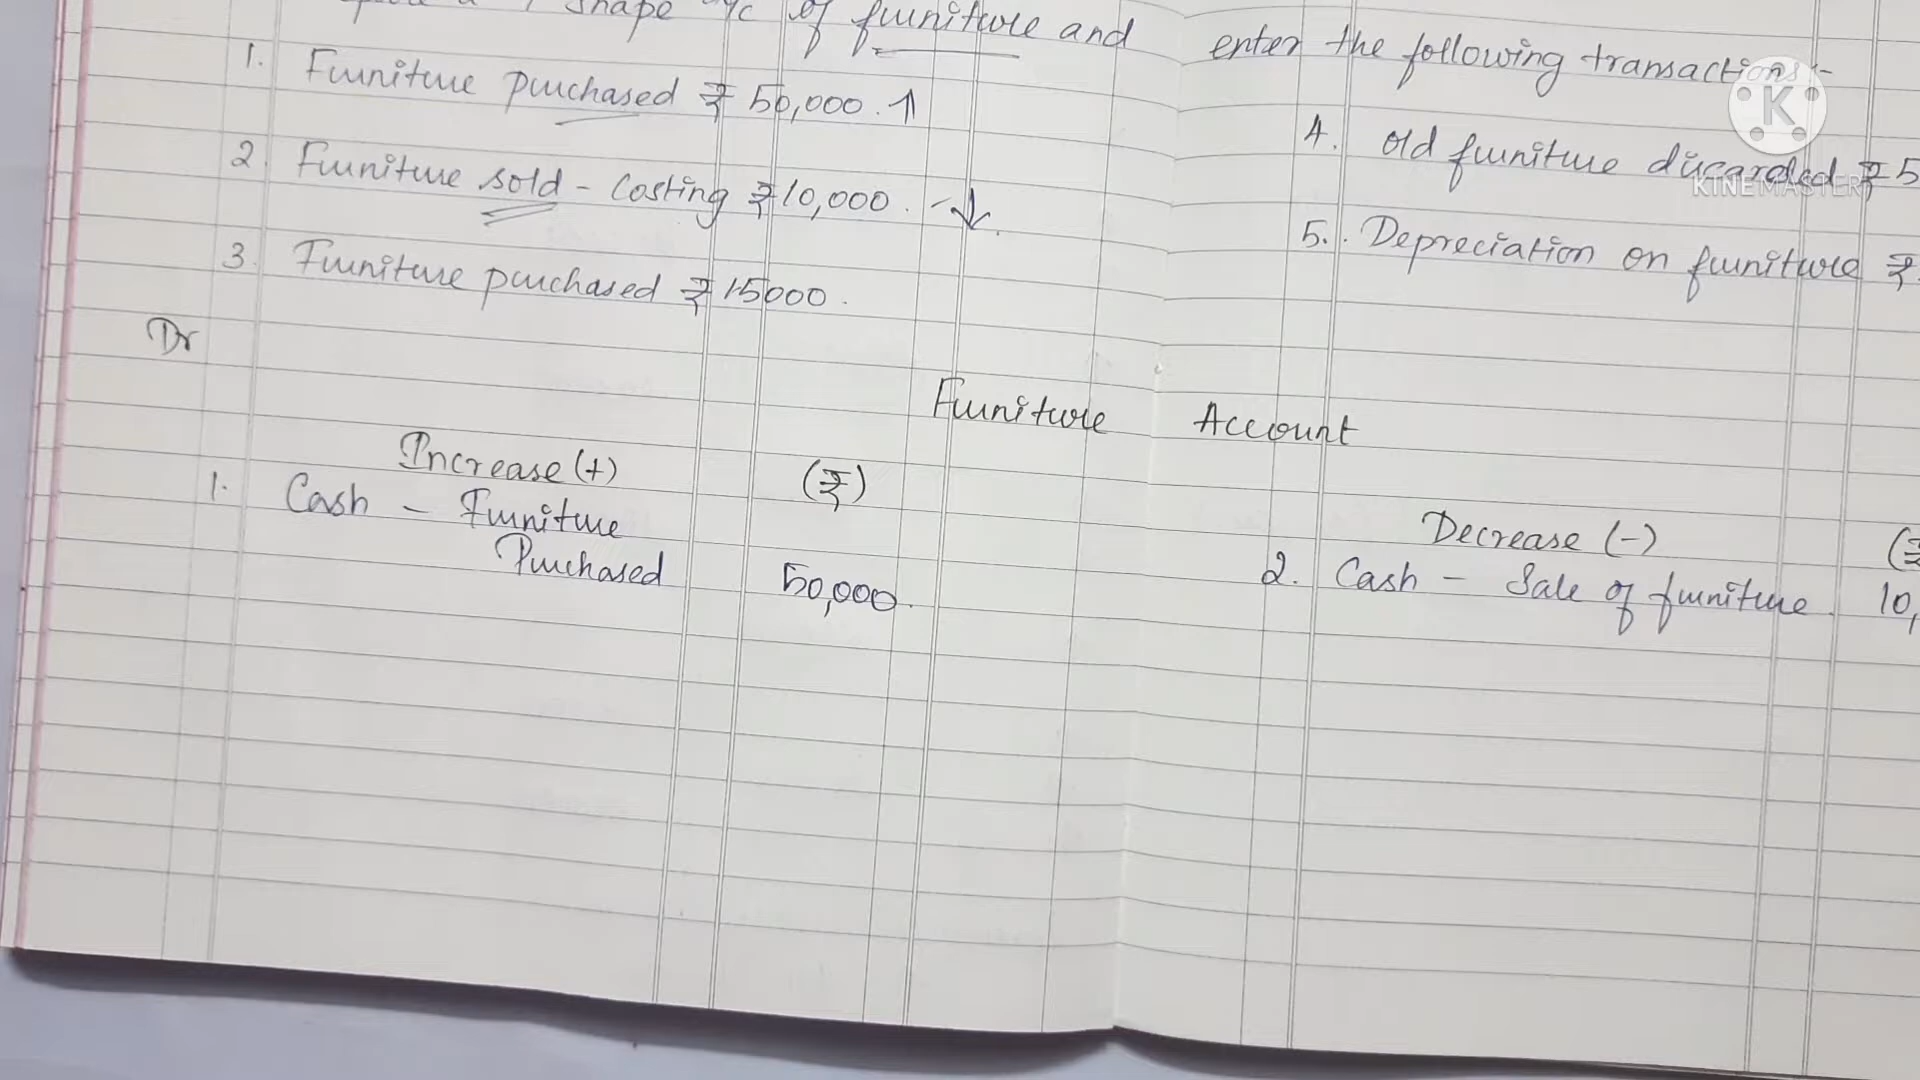 shape a/c of furniture and enter the following transactions :-
1. Furniture purchased ₹ 50,000. ↑
2. Furniture sold - Costing ₹ 10,000. - ↓.
3. Furniture purchased ₹ 15000.
4. Old furniture discarded ₹ 5
5. Depreciation on furniture ₹
K
KINEMASTER
Dr
Furniture Account
Increase (+) (₹)
1. Cash - Furniture
Purchased 50,000.
Decrease (-) (₹
2. Cash - Sale of furniture. 10,